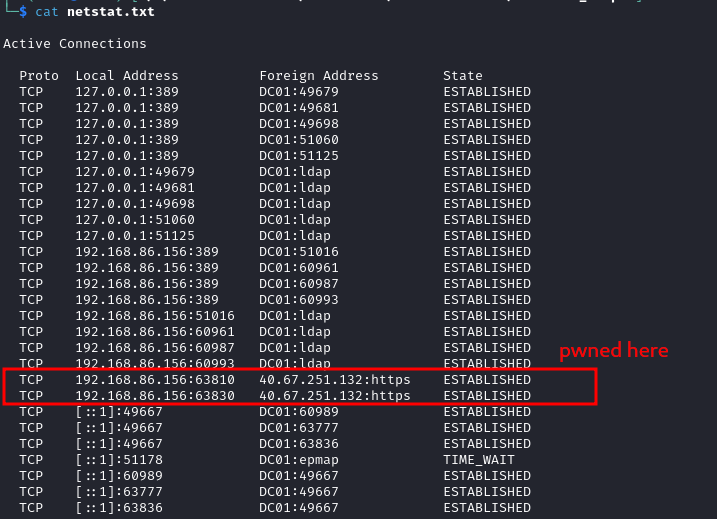 └─$ cat netstat.txt
Active Connections
Proto Local Address Foreign Address State
TCP 127.0.0.1:389 DC01:49679 ESTABLISHED
TCP 127.0.0.1:389 DC01:49681 ESTABLISHED
TCP 127.0.0.1:389 DC01:49698 ESTABLISHED
TCP 127.0.0.1:389 DC01:51060 ESTABLISHED
TCP 127.0.0.1:389 DC01:51125 ESTABLISHED
TCP 127.0.0.1:49679 DC01:ldap ESTABLISHED
TCP 127.0.0.1:49681 DC01:ldap ESTABLISHED
TCP 127.0.0.1:49698 DC01:ldap ESTABLISHED
TCP 127.0.0.1:51060 DC01:ldap ESTABLISHED
TCP 127.0.0.1:51125 DC01:ldap ESTABLISHED
TCP 192.168.86.156:389 DC01:51016 ESTABLISHED
TCP 192.168.86.156:389 DC01:60961 ESTABLISHED
TCP 192.168.86.156:389 DC01:60987 ESTABLISHED
TCP 192.168.86.156:389 DC01:60993 ESTABLISHED
TCP 192.168.86.156:51016 DC01:ldap ESTABLISHED
TCP 192.168.86.156:60961 DC01:ldap ESTABLISHED
TCP 192.168.86.156:60987 DC01:ldap ESTABLISHED
pwned here
TCP 192.168.86.156:60993 DC01:ldap ESTABLISHED
TCP 192.168.86.156:63810 40.67.251.132:https ESTABLISHED
TCP 192.168.86.156:63830 40.67.251.132:https ESTABLISHED
TCP [::1]:49667 DC01:60989 ESTABLISHED
TCP [::1]:49667 DC01:63777 ESTABLISHED
TCP [::1]:49667 DC01:63836 ESTABLISHED
TCP [::1]:51178 DC01:epmap TIME_WAIT
TCP [::1]:60989 DC01:49667 ESTABLISHED
TCP [::1]:63777 DC01:49667 ESTABLISHED
TCP [::1]:63836 DC01:49667 ESTABLISHED